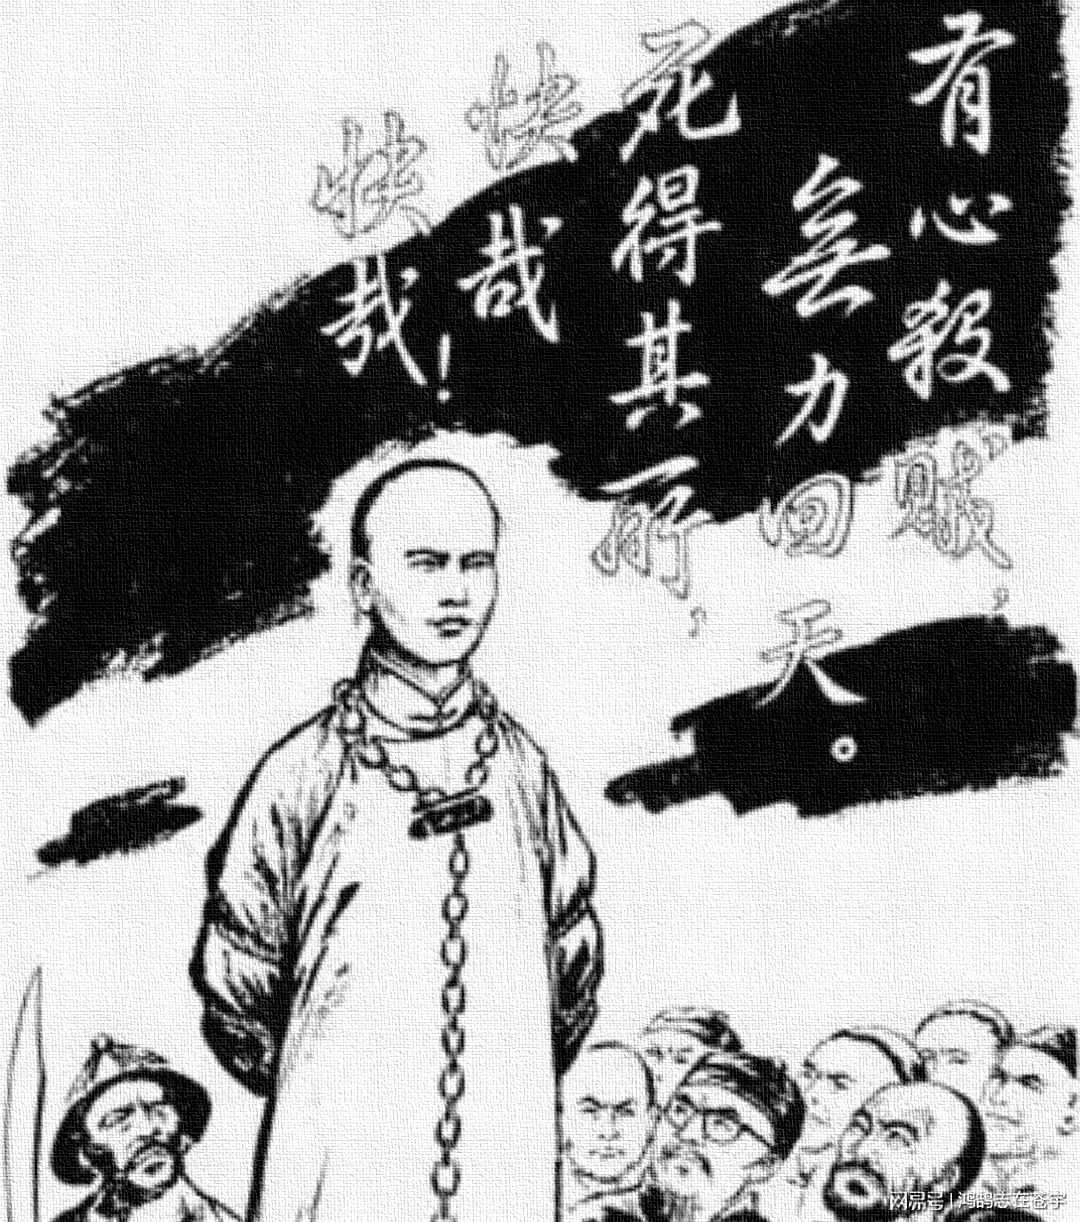 有心殺賊，
無力回天。
死得其所，
快哉
快哉！
网易号 | 鸿鹄志在苍宇